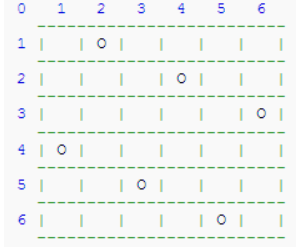 0 1 2 3 4 5 6
1 | | O | | | | |
--------------------
2 | | | | O | | |
--------------------
3 | | | | | | O |
--------------------
4 | O | | | | | |
--------------------
5 | | | O | | | |
--------------------
6 | | | | | O | |
--------------------